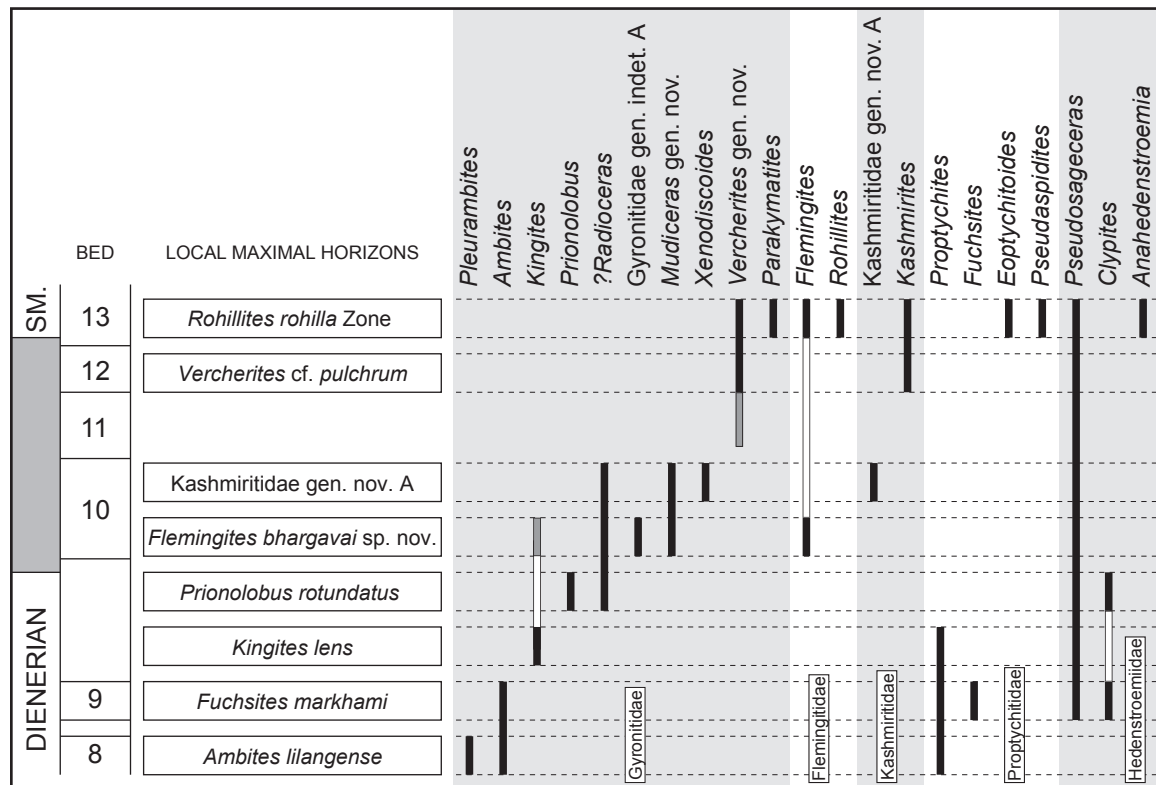 Pleurambites
Ambites
Kingites
Prionolobus
?Radioceras
Gyronitidae gen. indet. A
Mudiceras gen. nov.
Xenodiscoides
Vercherites gen. nov.
Parakymatites
Flemingites
Rohillites
Kashmiritidae gen. nov. A
Kashmirites
Proptychites
Fuchsites
Eoptychitoides
Pseudaspidites
Pseudosageceras
Clypites
Anahedenstroemia
BED
LOCAL MAXIMAL HORIZONS
SM.
13
Rohillites rohilla Zone
12
Vercherites cf. pulchrum
11
10
Kashmiritidae gen. nov. A
Flemingites bhargavai sp. nov.
DIENERIAN
Prionolobus rotundatus
Kingites lens
9
Fuchsites markhami
8
Ambites lilangense
Gyronitidae
Flemingitidae
Kashmiritidae
Proptychitidae
Hedenstroemiidae